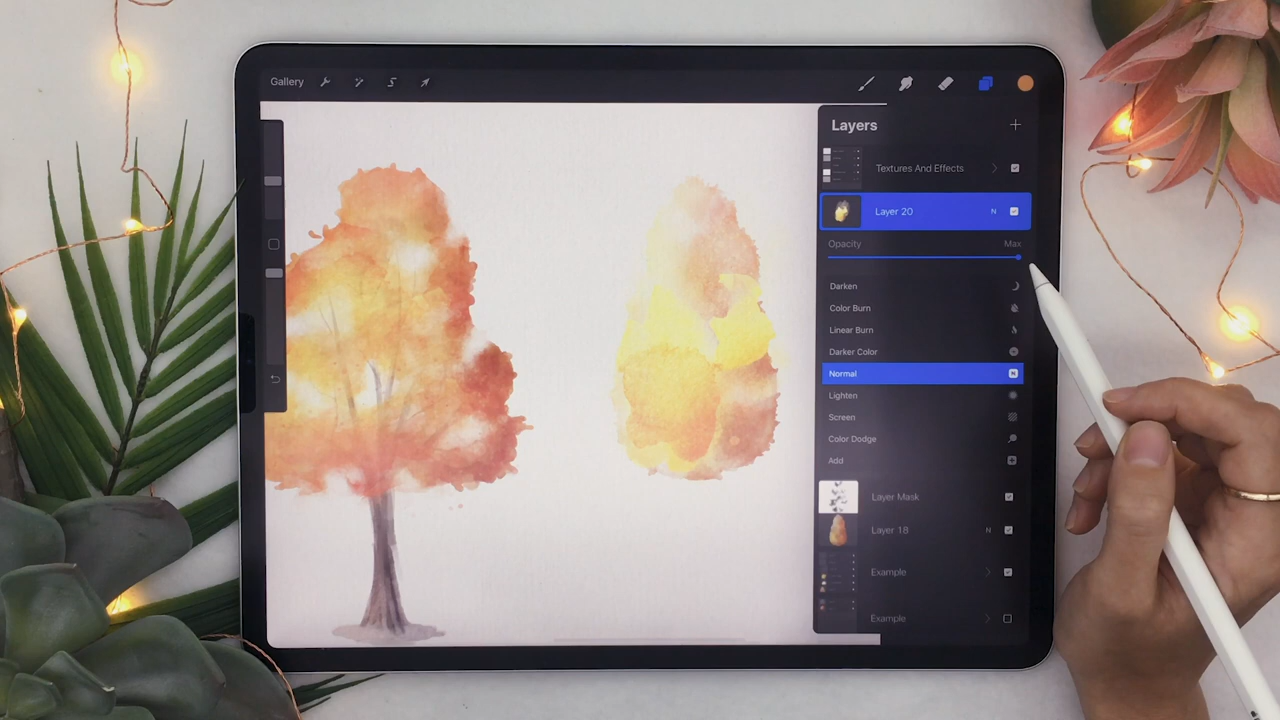 Gallery
Layers
Textures And Effects
Layer 20 N
Opacity Max
Darken
Color Burn
Linear Burn
Darker Color
Normal N
Lighten
Screen
Color Dodge
Add
Layer Mask
Layer 18 N
Example
Example